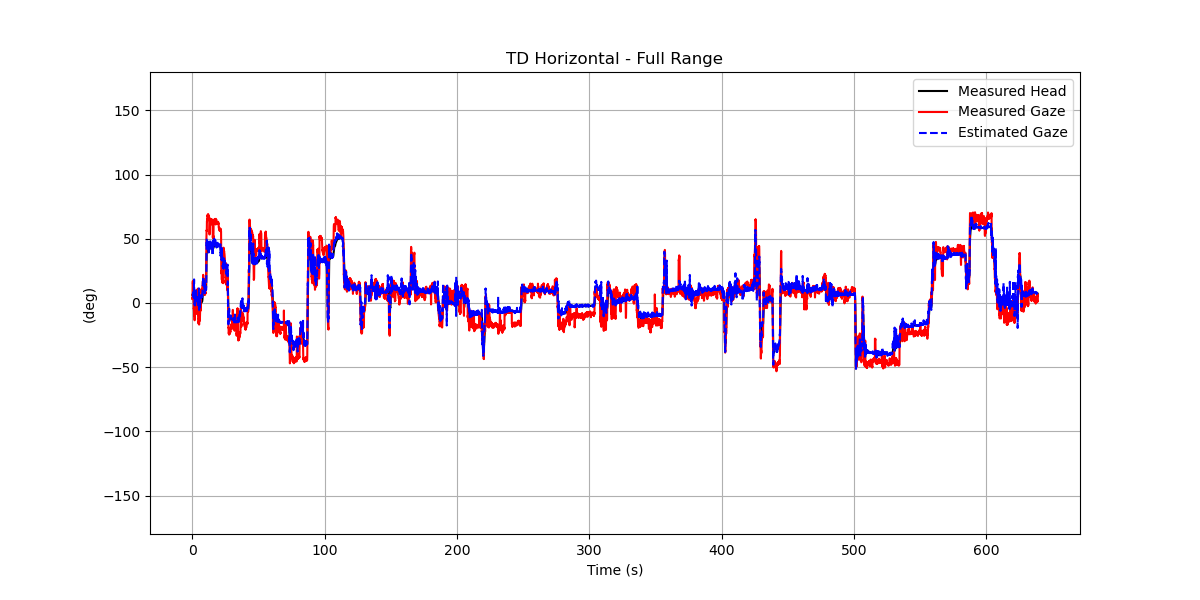 TD Horizontal - Full Range
Measured Head
Measured Gaze
Estimated Gaze
150
100
50
0
−50
−100
−150
(deg)
0 100 200 300 400 500 600
Time (s)